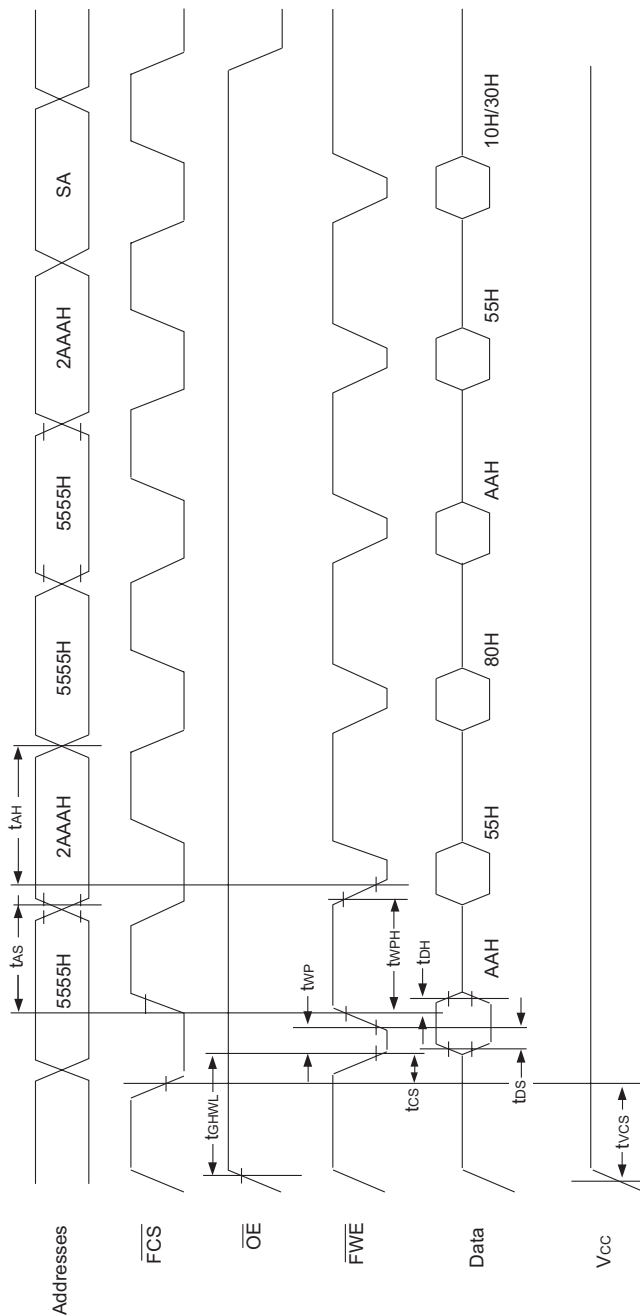 Addresses
5555H
2AAAH
5555H
5555H
2AAAH
SA
tAS
tAH
FCS
OE
tGHWL
FWE
tWP
tWPH
tCS
tDH
tDS
Data
AAH
55H
80H
AAH
55H
10H/30H
VCC
tVCS